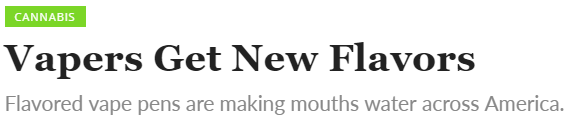 CANNABIS
Vapers Get New Flavors
Flavored vape pens are making mouths water across America.